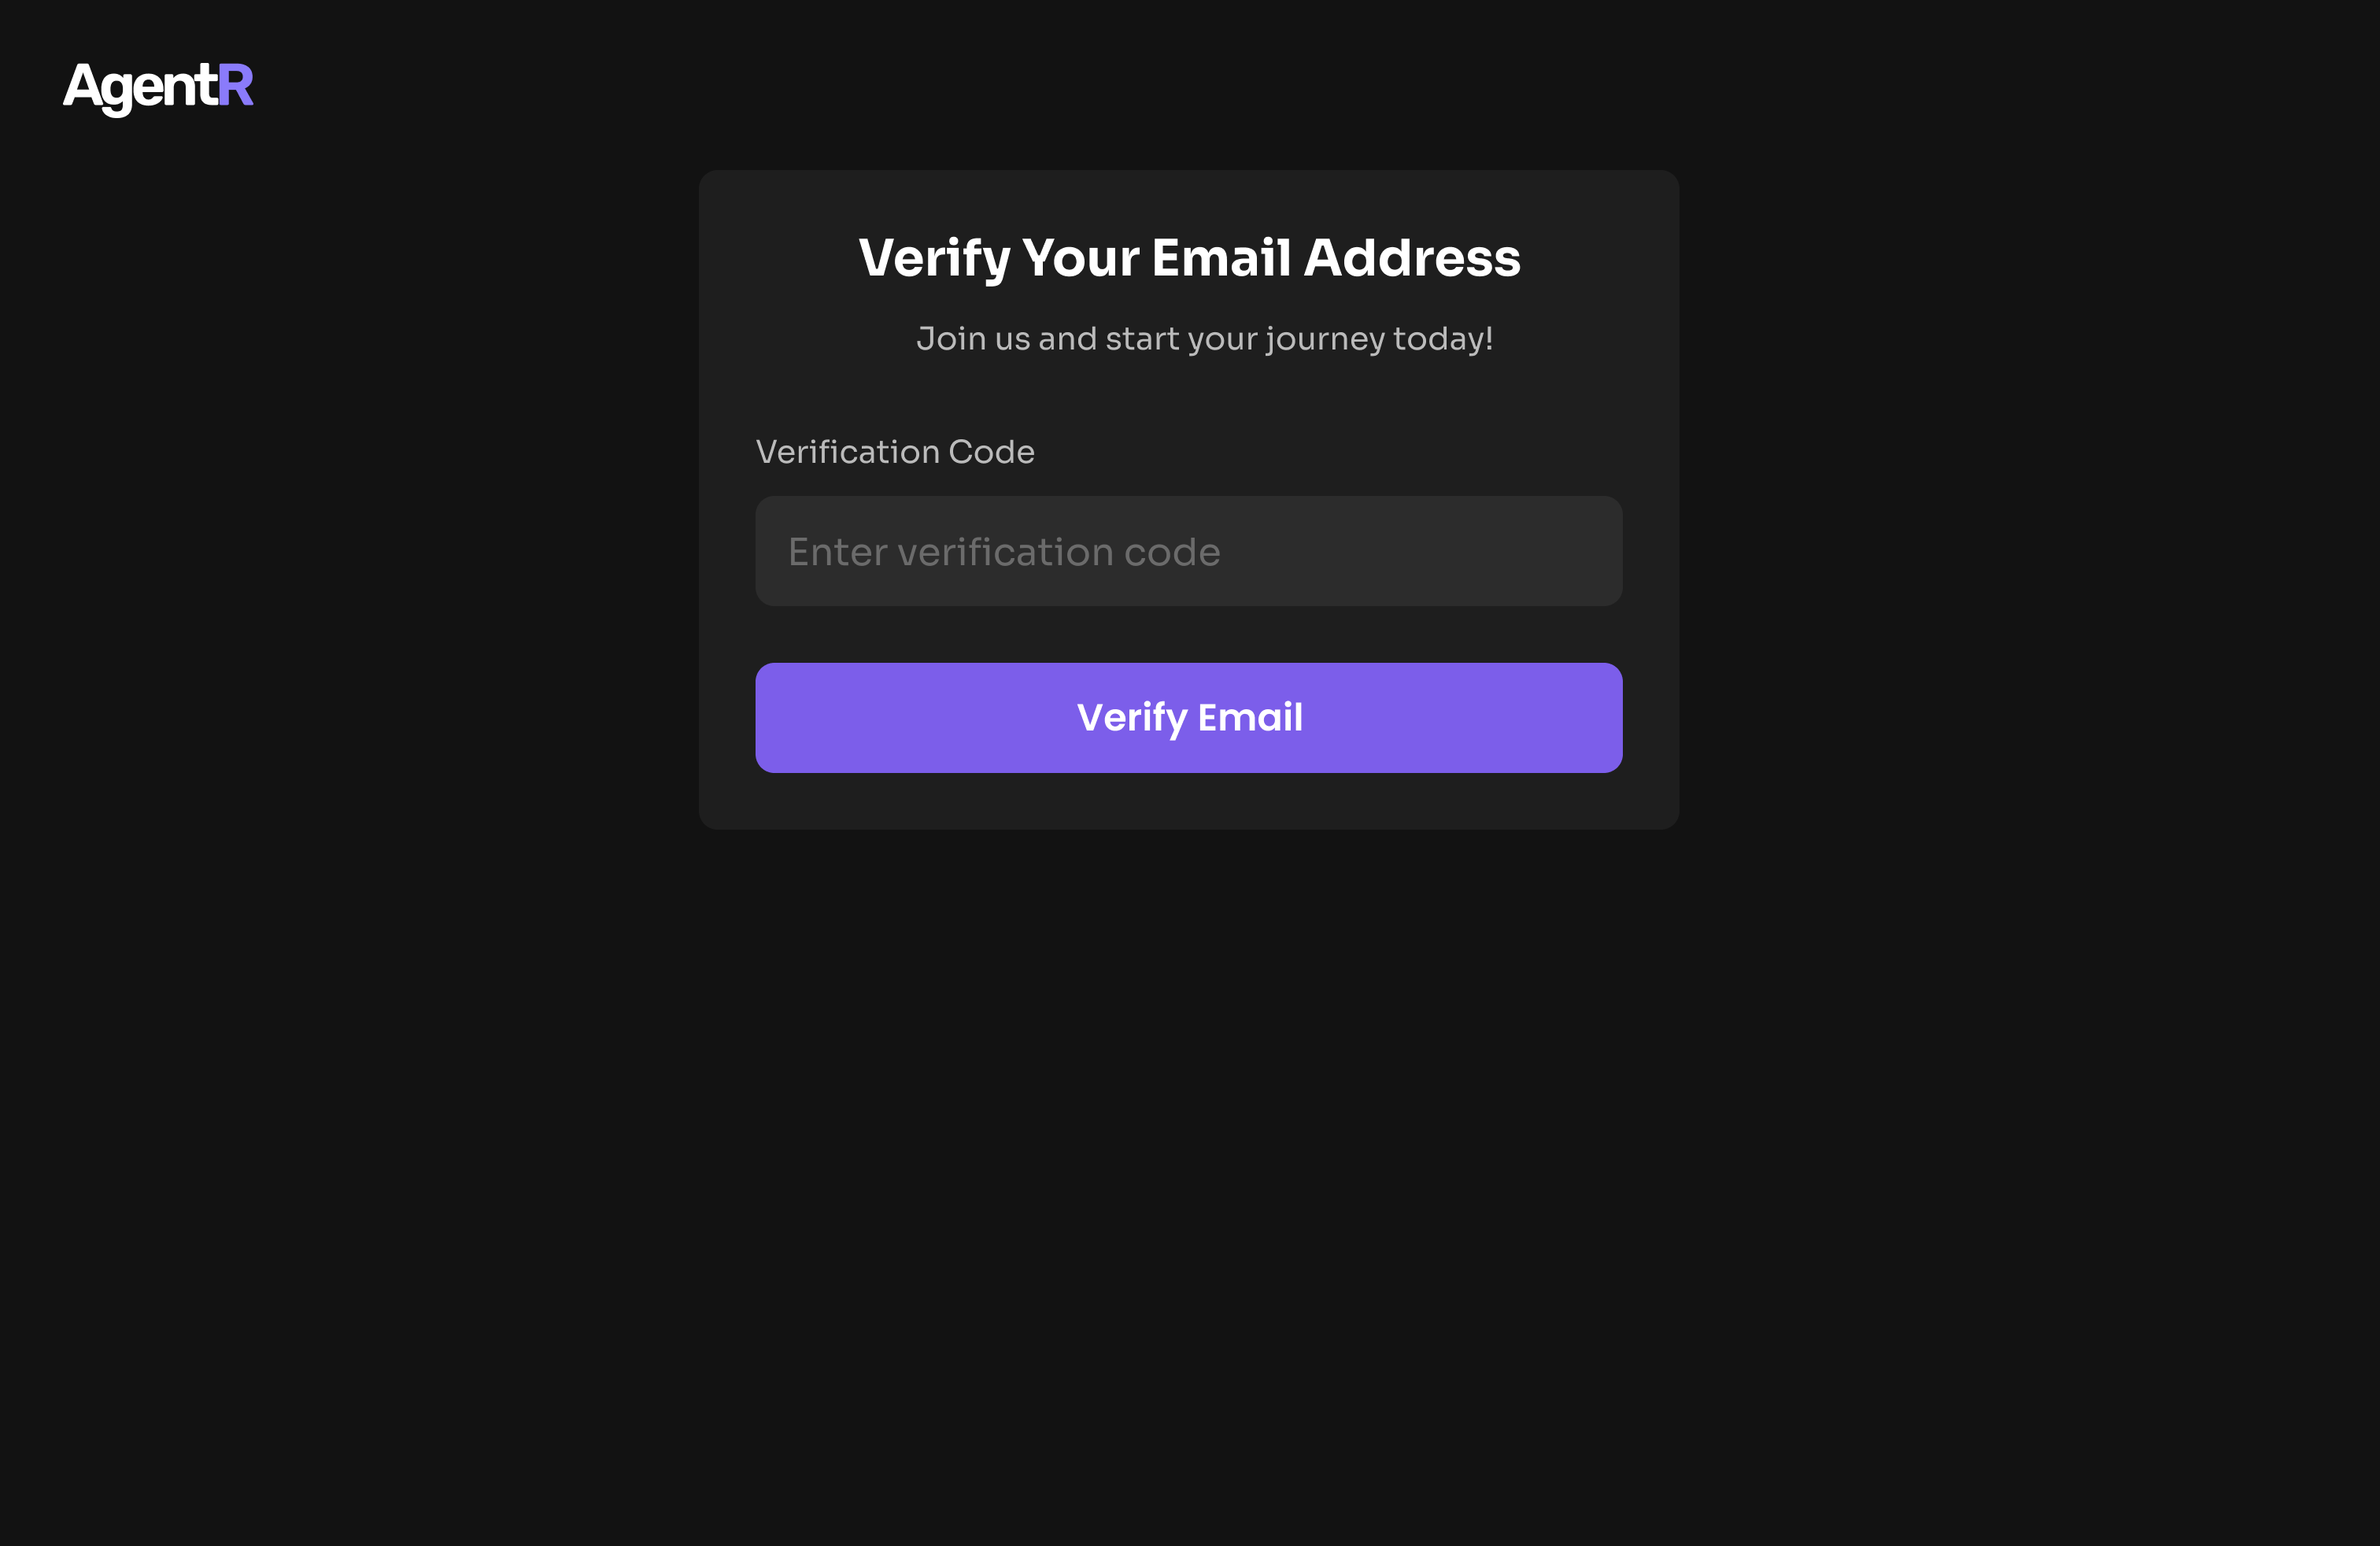 AgentR
Verify Your Email Address
Join us and start your journey today!
Verification Code
Enter verification code
Verify Email